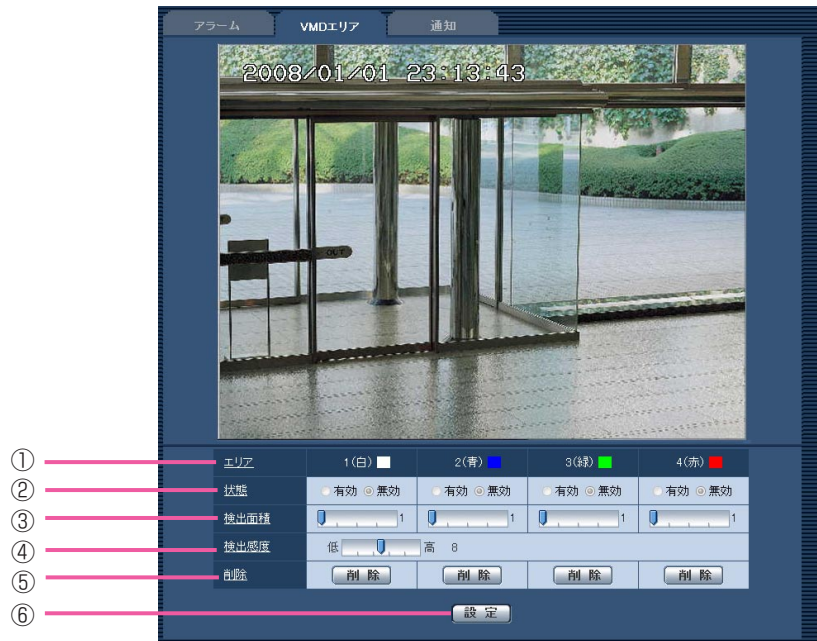 アラーム VMDエリア 通知
2008/01/01 23:13:43
OUT
① エリア 1(白) 2(青) 3(緑) 4(赤)
② 状態 有効 無効 有効 無効 有効 無効 有効 無効
③ 検出面積 1 1 1 1
④ 検出感度 低 高 8
⑤ 削除 削除 削除 削除 削除
⑥ 設定